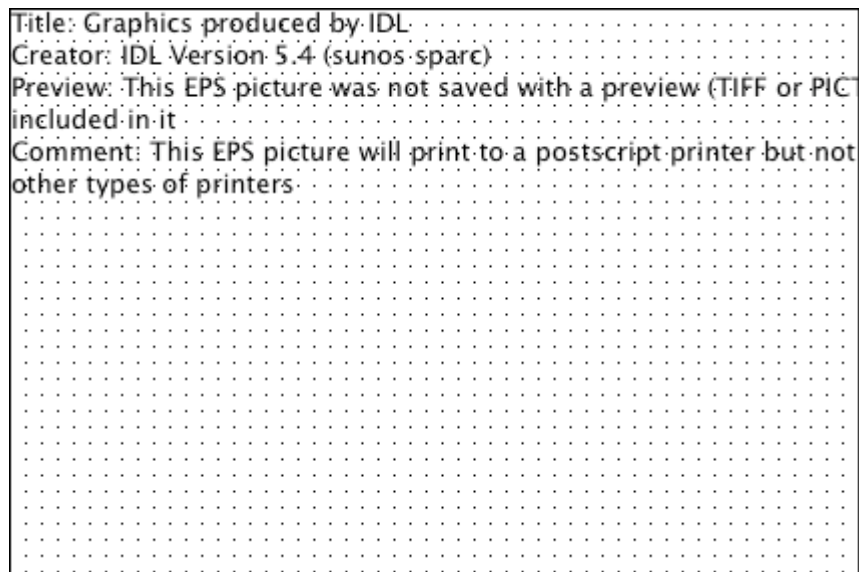 Title: Graphics produced by IDL
Creator: IDL Version 5.4 (sunos sparc)
Preview: This EPS picture was not saved with a preview (TIFF or PICT
included in it
Comment: This EPS picture will print to a postscript printer but not
other types of printers